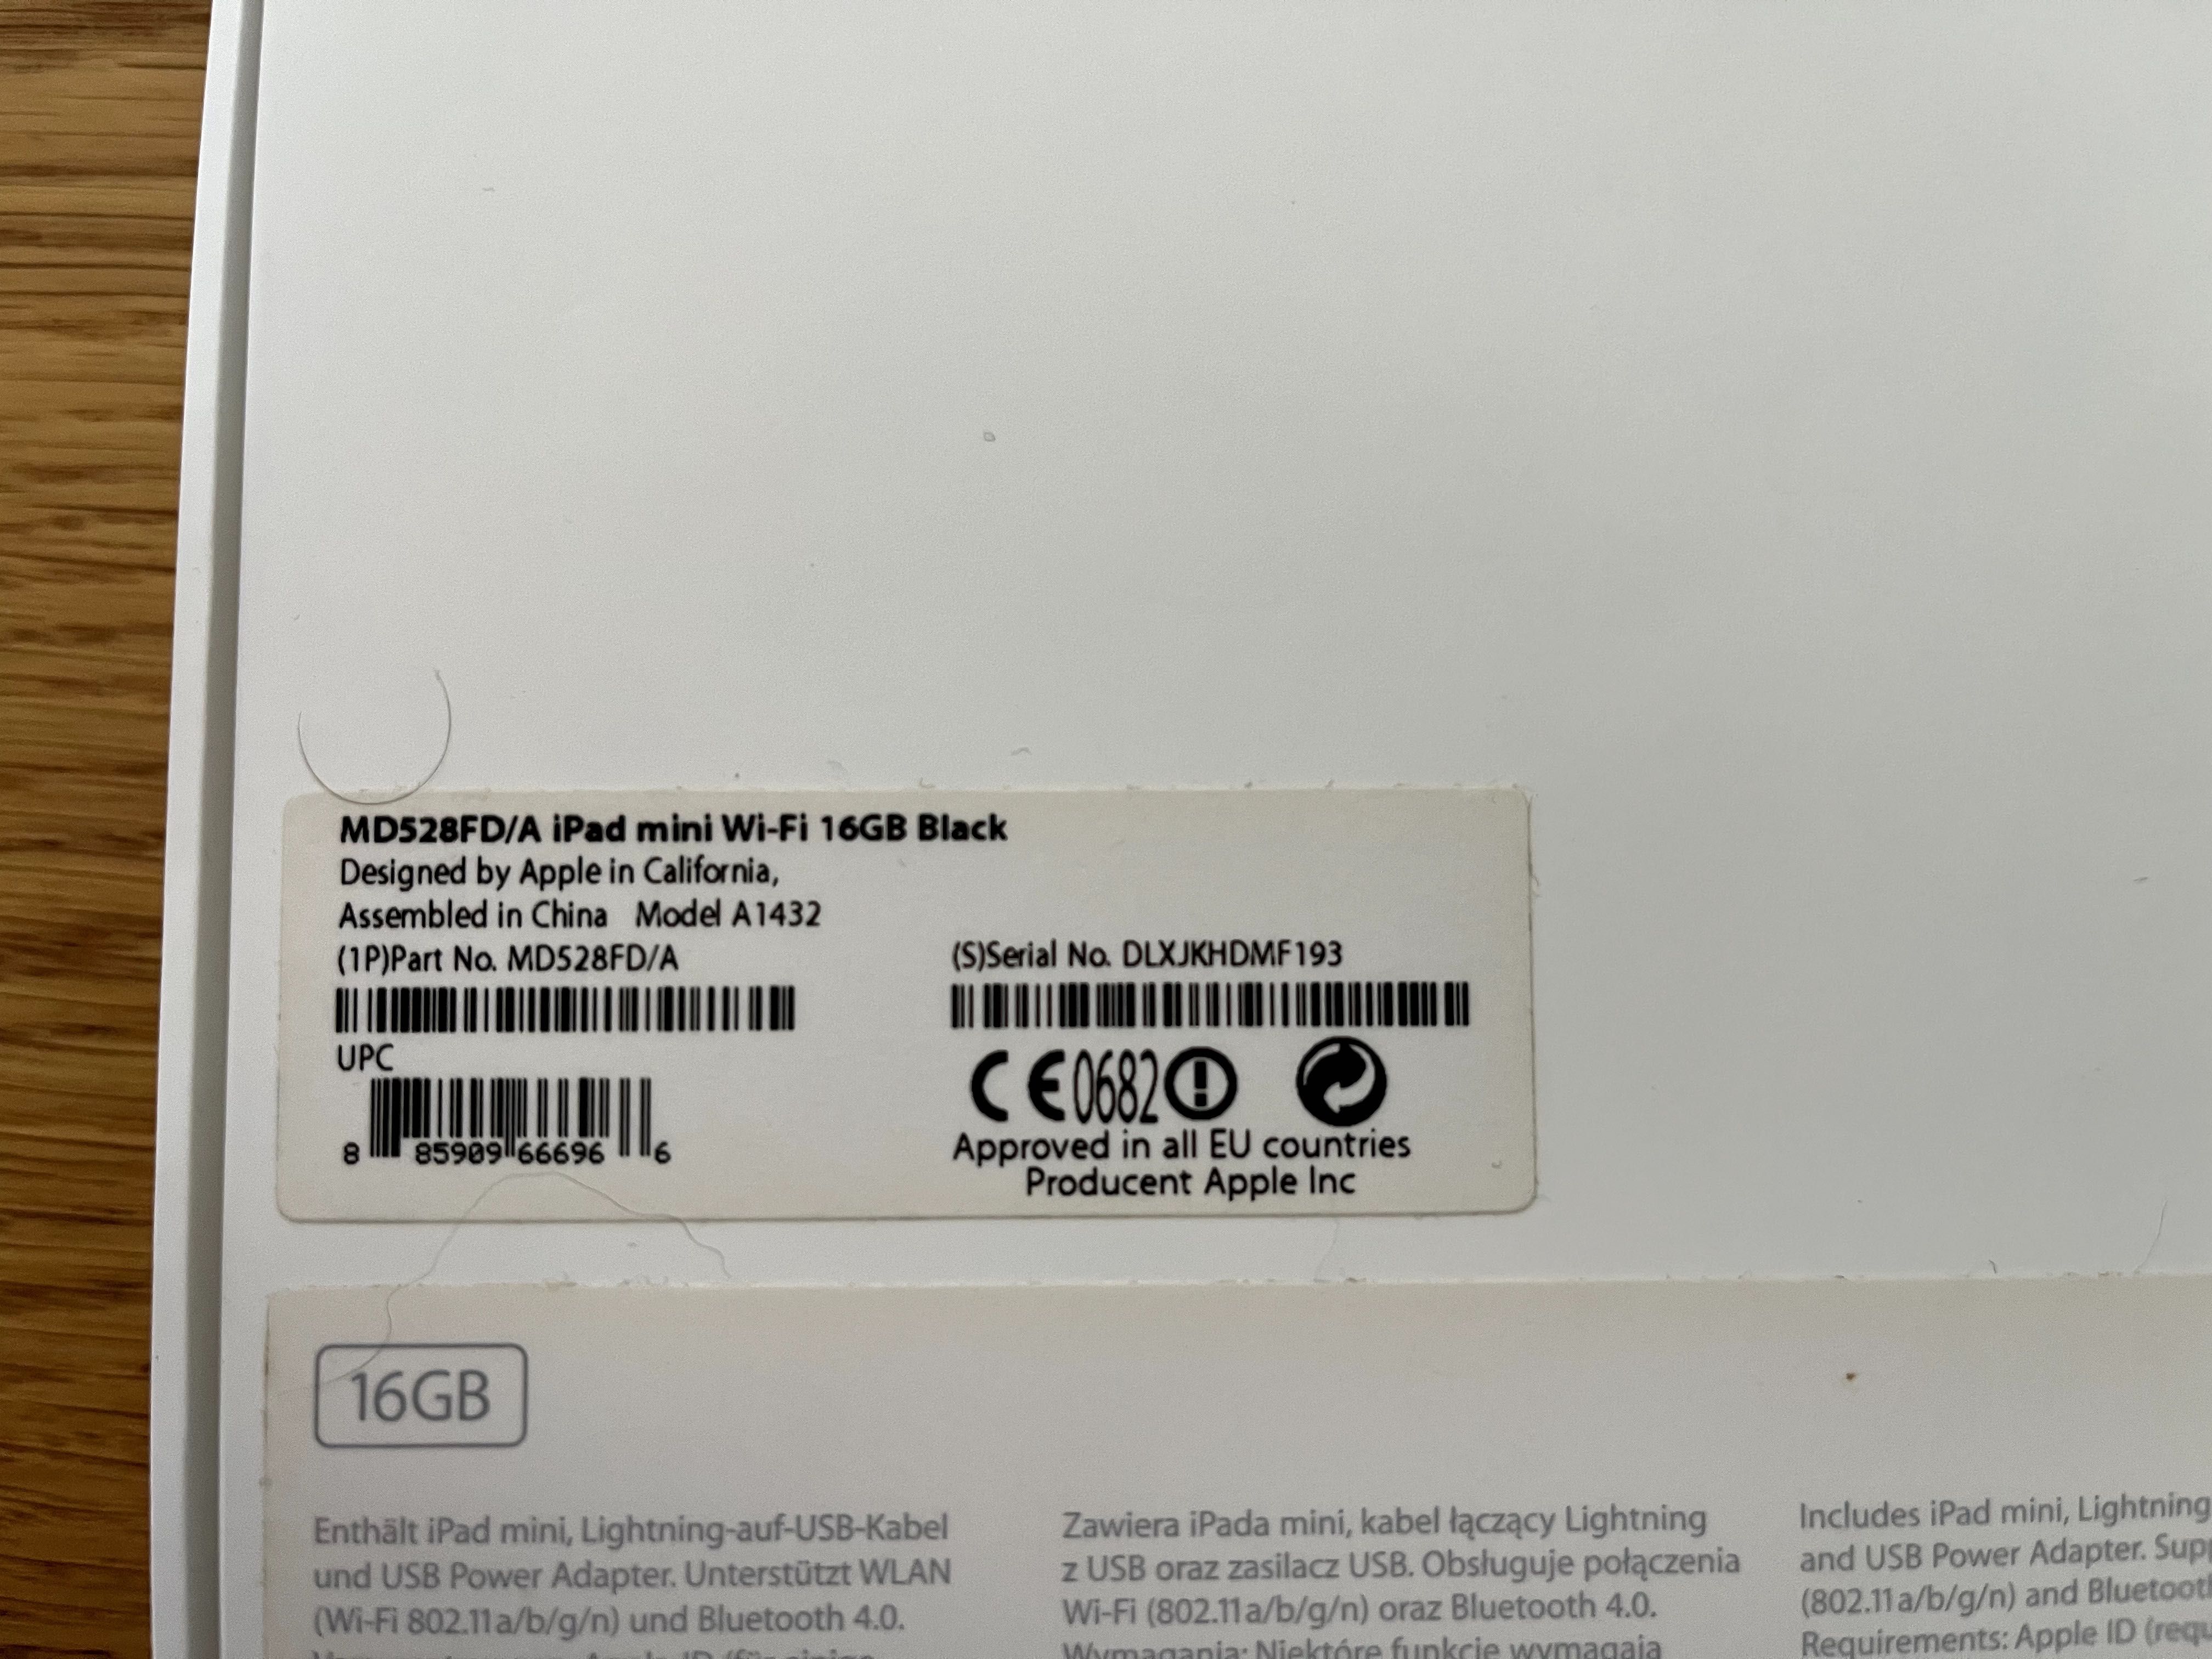 MD528FD/A iPad mini Wi-Fi 16GB Black
Designed by Apple in California,
Assembled in China Model A1432
(1P)Part No. MD528FD/A
(S)Serial No. DLXJKHDMF193
UPC
8 85909 66696 6
CE0682
Approved in all EU countries
Producent Apple Inc
16GB
Enthält iPad mini, Lightning-auf-USB-Kabel
und USB Power Adapter. Unterstützt WLAN
(Wi-Fi 802.11a/b/g/n) und Bluetooth 4.0.
Zawiera iPada mini, kabel łączący Lightning
z USB oraz zasilacz USB. Obsługuje połączenia
Wi-Fi (802.11a/b/g/n) oraz Bluetooth 4.0.
Wymagania: Niektóre funkcje wymagają
Includes iPad mini, Lightning
and USB Power Adapter.
(802.11a/b/g/n) and
Requirements: Apple ID